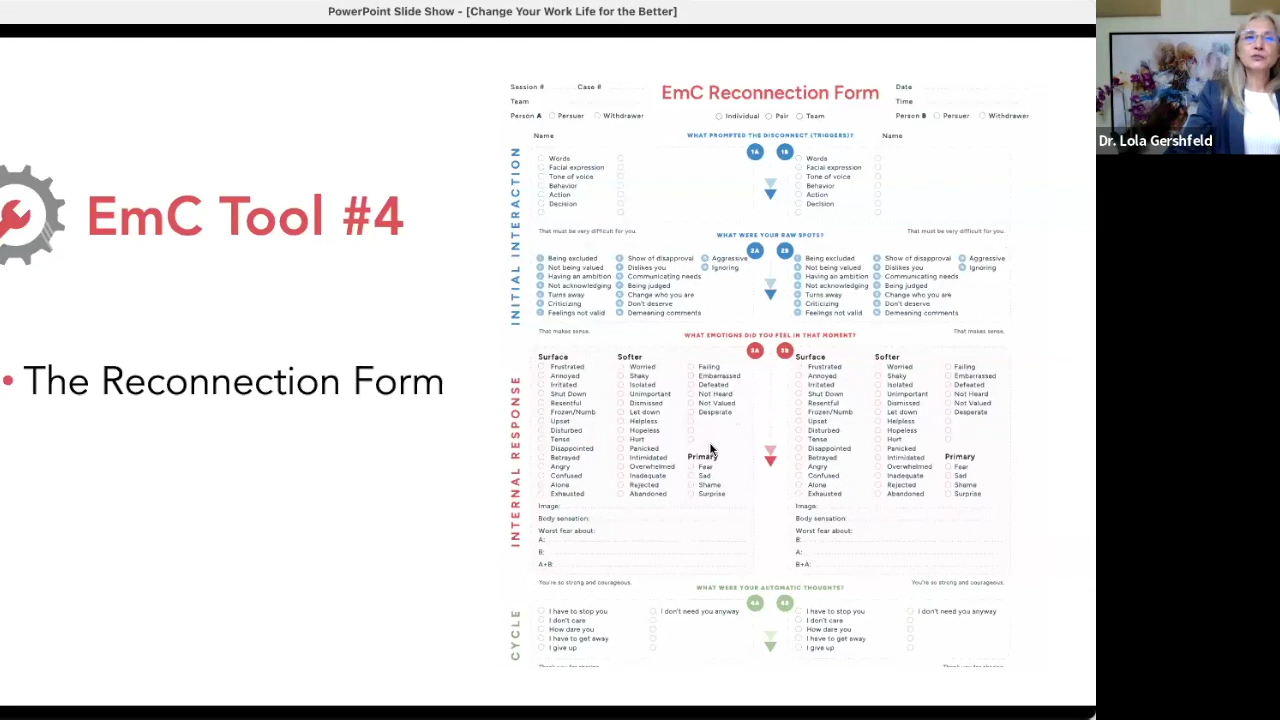 PowerPoint Slide Show - [Change Your Work Life for the Better]
Dr. Lola Gershfeld
EmC Tool #4
• The Reconnection Form
EmC Reconnection Form
Session # Case #
Team
Person A Persuer Withdrawer
Individual Pair Team
Date
Time
Person B Persuer Withdrawer
INITIAL INTERACTION
Name
WHAT PROMPTED THE DISCONNECT (TRIGGERS)?
Name
1A 1B
Words
Facial expression
Tone of voice
Behavior
Action
Decision
Words
Facial expression
Tone of voice
Behavior
Action
Decision
That must be very difficult for you.
WHAT WERE YOUR RAW SPOTS?
That must be very difficult for you.
2A 2B
Being excluded Show of disapproval Aggressive
Not being valued Dislikes you Ignoring
Having an ambition Communicating needs
Not acknowledging Being judged
Turns away Change who you are
Criticizing Don't deserve
Feelings not valid Demeaning comments
Being excluded Show of disapproval Aggressive
Not being valued Dislikes you Ignoring
Having an ambition Communicating needs
Not acknowledging Being judged
Turns away Change who you are
Criticizing Don't deserve
Feelings not valid Demeaning comments
That makes sense.
WHAT EMOTIONS DID YOU FEEL IN THAT MOMENT?
That makes sense.
INTERNAL RESPONSE
3A 3B
Surface Softer
Frustrated Worried Failing
Annoyed Shaky Embarrassed
Irritated Isolated Defeated
Shut Down Unimportant Not Heard
Resentful Dismissed Not Valued
Frozen/Numb Let down Desperate
Upset Helpless
Disturbed Hopeless
Tense Hurt
Disappointed Panicked
Betrayed Intimidated Primary
Angry Overwhelmed Fear
Confused Inadequate Sad
Alone Rejected Shame
Exhausted Abandoned Surprise
Image:
Body sensation:
Worst fear about:
A:
B:
A+B:
Surface Softer
Frustrated Worried Failing
Annoyed Shaky Embarrassed
Irritated Isolated Defeated
Shut Down Unimportant Not Heard
Resentful Dismissed Not Valued
Frozen/Numb Let down Desperate
Upset Helpless
Disturbed Hopeless
Tense Hurt
Disappointed Panicked
Betrayed Intimidated Primary
Angry Overwhelmed Fear
Confused Inadequate Sad
Alone Rejected Shame
Exhausted Abandoned Surprise
Image:
Body sensation:
Worst fear about:
B:
A:
B+A:
You're so strong and courageous.
WHAT WERE YOUR AUTOMATIC THOUGHTS?
You're so strong and courageous.
CYCLE
4A 4B
I have to stop you I don't need you anyway
I don't care
How dare you
I have to get away
I give up
I have to stop you I don't need you anyway
I don't care
How dare you
I have to get away
I give up